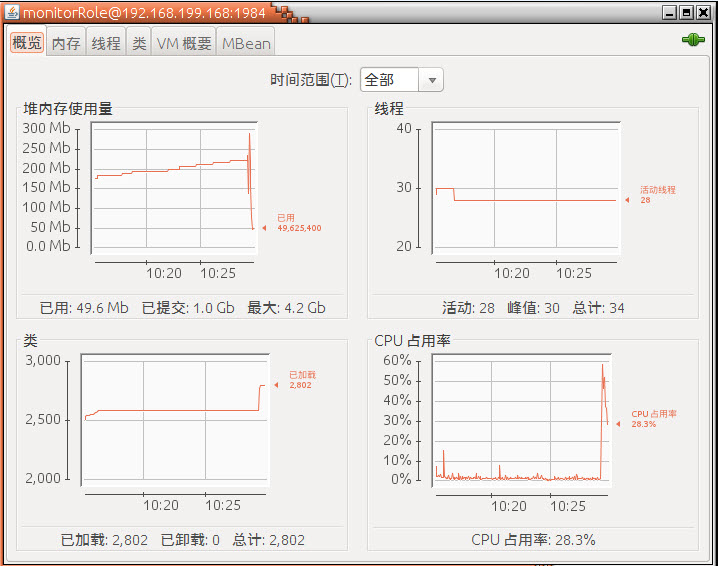 monitorRole@192.168.199.168:1984
概览 内存 线程 类 VM 概要 MBean
时间范围(T): 全部
堆内存使用量
300 Mb
250 Mb
200 Mb
150 Mb
100 Mb
50 Mb
0.0 Mb
已用
49,625,400
10:20 10:25
已用: 49.6 Mb 已提交: 1.0 Gb 最大: 4.2 Gb
线程
40
30
20
活动线程
28
10:20 10:25
活动: 28 峰值: 30 总计: 34
类
3,000
2,500
2,000
已加载
2,802
10:20 10:25
已加载: 2,802 已卸载: 0 总计: 2,802
CPU 占用率
60%
50%
40%
30%
20%
10%
0%
CPU 占用率
28.3%
10:20 10:25
CPU 占用率: 28.3%